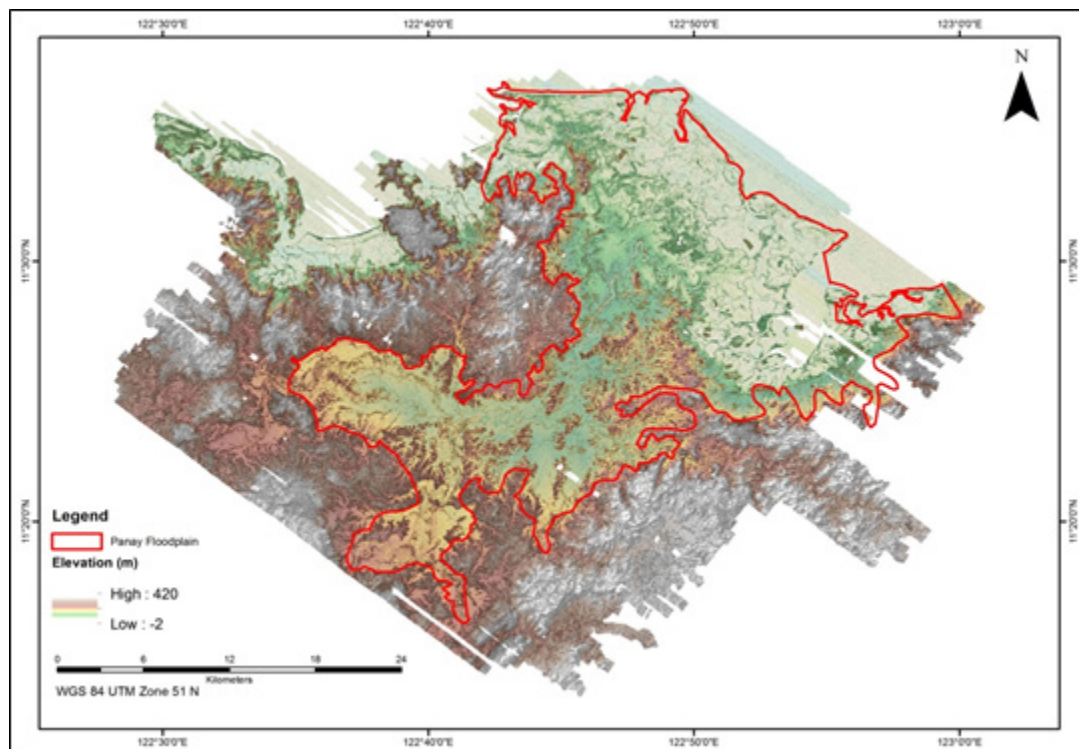 122°30'0"E 122°40'0"E 122°50'0"E 123°0'0"E
N
11°30'0"N 11°30'0"N
11°20'0"N 11°20'0"N
Legend
Panay Floodplain
Elevation (m)
High : 420
Low : -2
0 6 12 18 24
Kilometers
WGS 84 UTM Zone 51 N
122°30'0"E 122°40'0"E 122°50'0"E 123°0'0"E